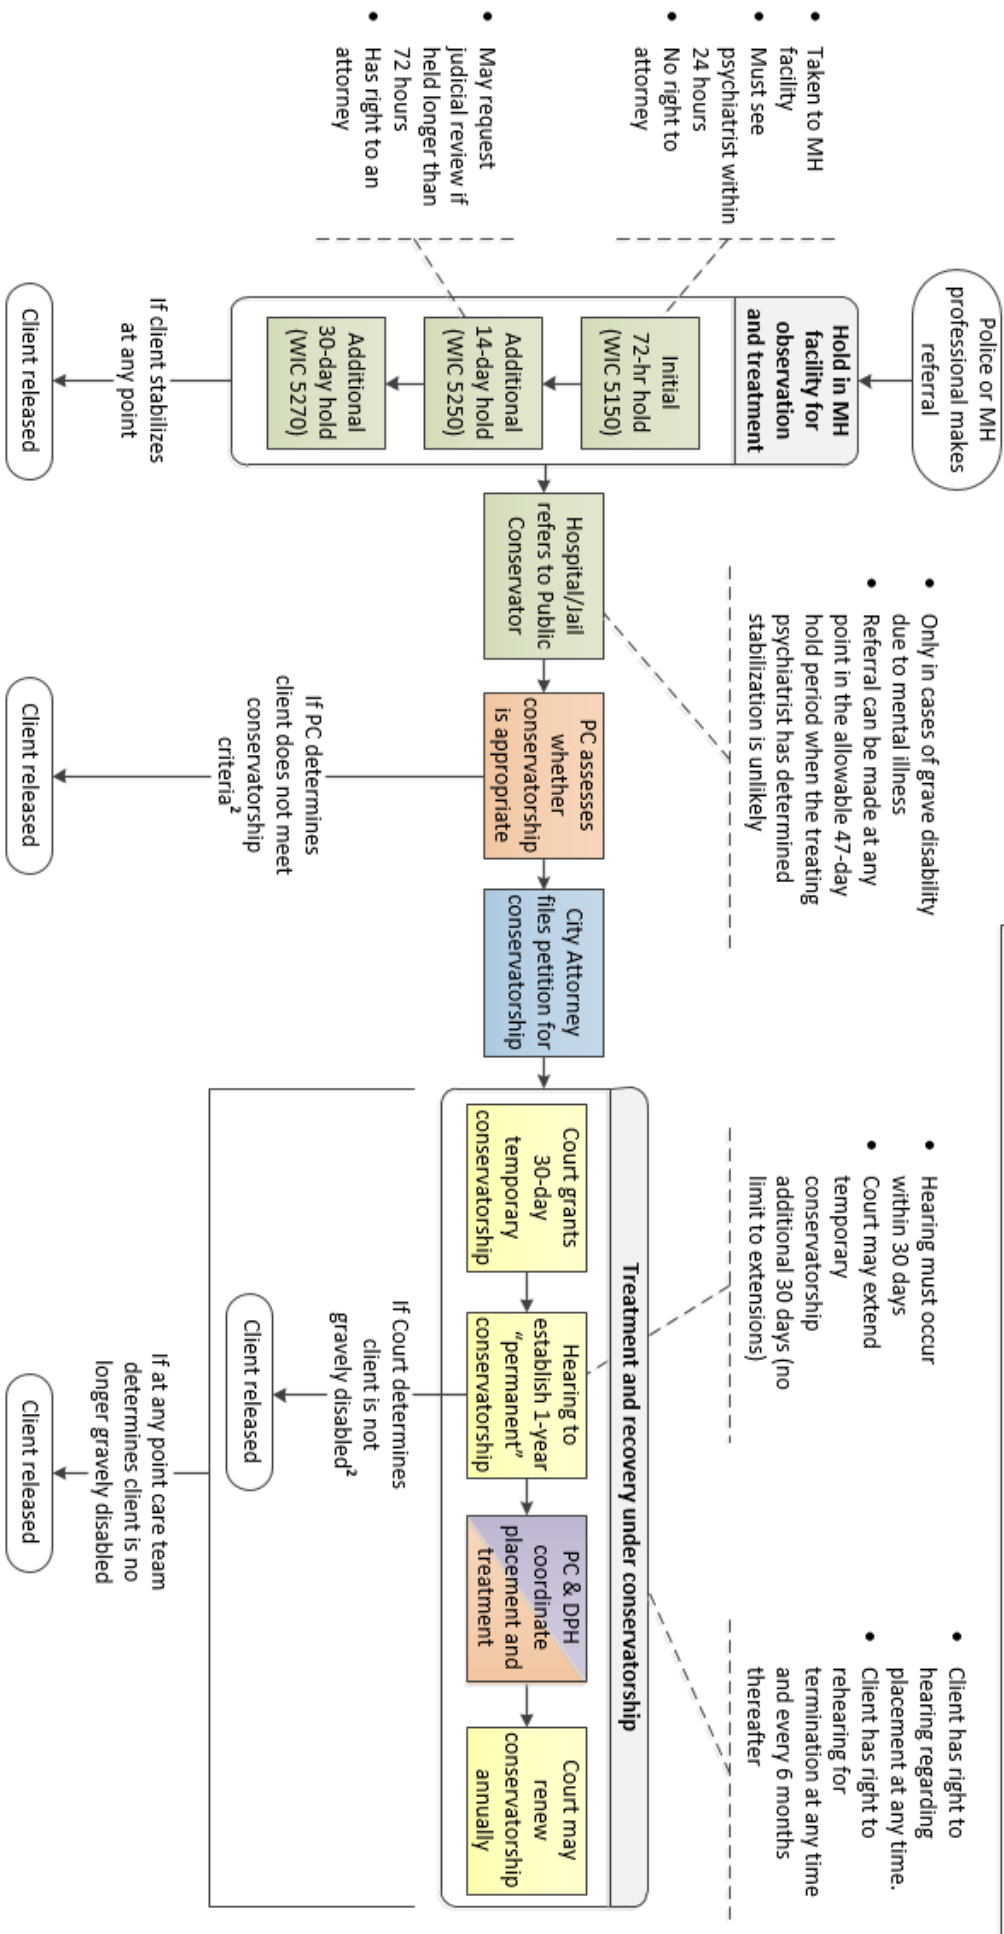 Police or MH
professional makes
referral
Hold in MH
facility for
observation
and treatment
Initial
72-hr hold
(WIC 5150)
Additional
14-day hold
(WIC 5250)
Additional
30-day hold
(WIC 5270)
• Taken to MH
facility
• Must see
psychiatrist within
24 hours
• No right to
attorney
• May request
judicial review if
held longer than
72 hours
• Has right to an
attorney
If client stabilizes
at any point
Client released
• Only in cases of grave disability
due to mental illness
• Referral can be made at any
point in the allowable 47-day
hold period when the treating
psychiatrist has determined
stabilization is unlikely
Hospital/Jail
refers to Public
Conservator
PC assesses
whether
conservatorship
is appropriate
If PC determines
client does not meet
conservatorship
criteria²
Client released
City Attorney
files petition for
conservatorship
• Hearing must occur
within 30 days
• Court may extend
temporary
conservatorship
additional 30 days (no
limit to extensions)
• Client has right to
hearing regarding
placement at any time.
• Client has right to
rehearing for
termination at any time
and every 6 months
thereafter
Treatment and recovery under conservatorship
Court grants
30-day
temporary
conservatorship
Hearing to
establish 1-year
“permanent”
conservatorship
PC & DPH
coordinate
placement and
treatment
Court may
renew
conservatorship
annually
If Court determines
client is not
gravely disabled²
Client released
If at any point care team
determines client is no
longer gravely disabled
Client released